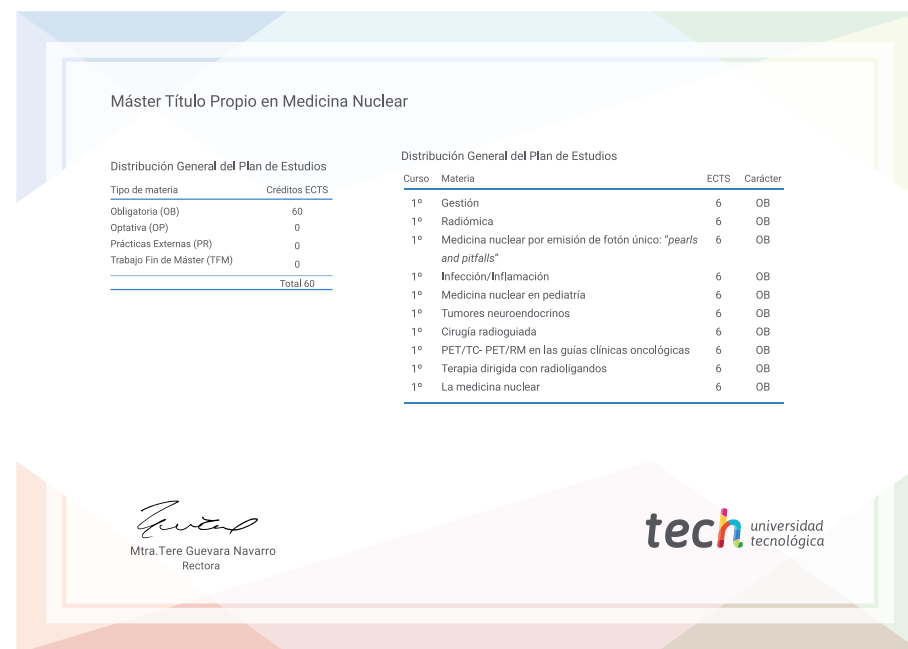 Máster Título Propio en Medicina Nuclear
Distribución General del Plan de Estudios
Tipo de materia Créditos ECTS
Obligatoria (OB) 60
Optativa (OP) 0
Prácticas Externas (PR) 0
Trabajo Fin de Máster (TFM) 0
Total 60
Distribución General del Plan de Estudios
Curso Materia ECTS Carácter
1º Gestión 6 OB
1º Radiómica 6 OB
1º Medicina nuclear por emisión de fotón único: "pearls 6 OB
and pitfalls"
1º Infección/Inflamación 6 OB
1º Medicina nuclear en pediatría 6 OB
1º Tumores neuroendocrinos 6 OB
1º Cirugía radioguiada 6 OB
1º PET/TC- PET/RM en las guías clínicas oncológicas 6 OB
1º Terapia dirigida con radioligandos 6 OB
1º La medicina nuclear 6 OB
Mtra.Tere Guevara Navarro
Rectora
tech universidad
tecnológica